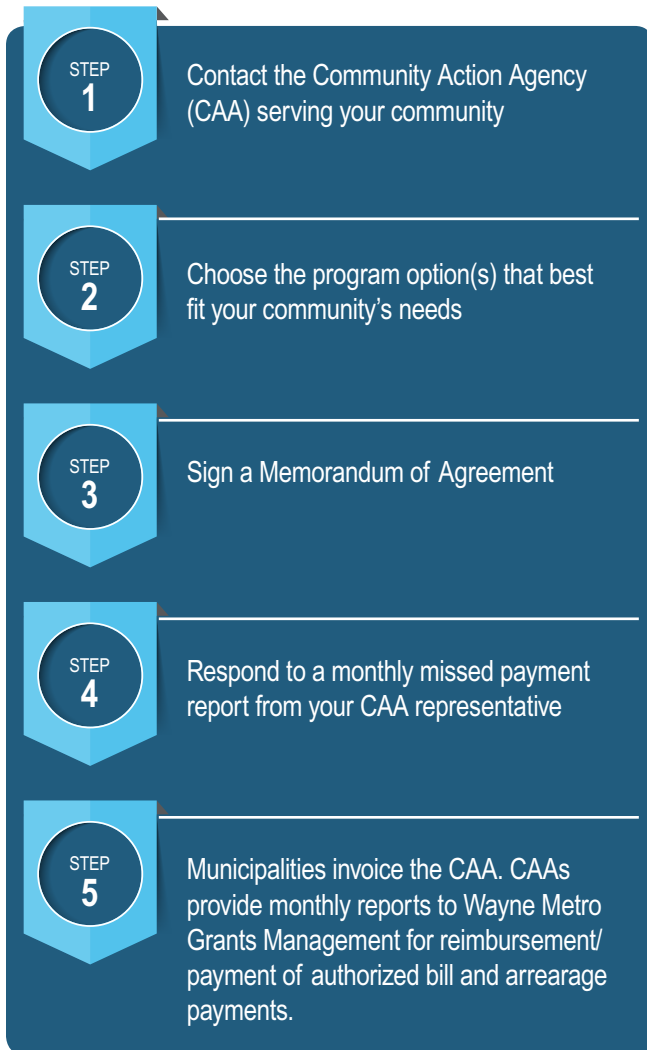 STEP
1
Contact the Community Action Agency
(CAA) serving your community
STEP
2
Choose the program option(s) that best
fit your community's needs
STEP
3
Sign a Memorandum of Agreement
STEP
4
Respond to a monthly missed payment
report from your CAA representative
STEP
5
Municipalities invoice the CAA. CAAs
provide monthly reports to Wayne Metro
Grants Management for reimbursement/
payment of authorized bill and arrearage
payments.